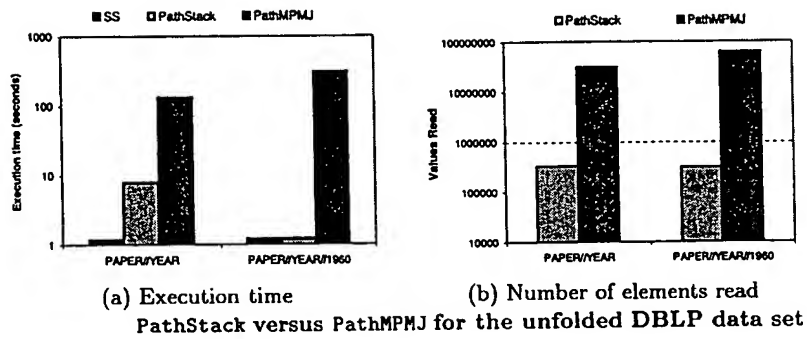 SS PathStack PathMPMJ
1000
100
10
1
Execution time (seconds)
PAPER//YEAR PAPER//YEAR//1960
(a) Execution time
PathStack PathMPMJ
100000000
10000000
1000000
100000
10000
Values Read
PAPER//YEAR PAPER//YEAR//1960
(b) Number of elements read
PathStack versus PathMPMJ for the unfolded DBLP data set